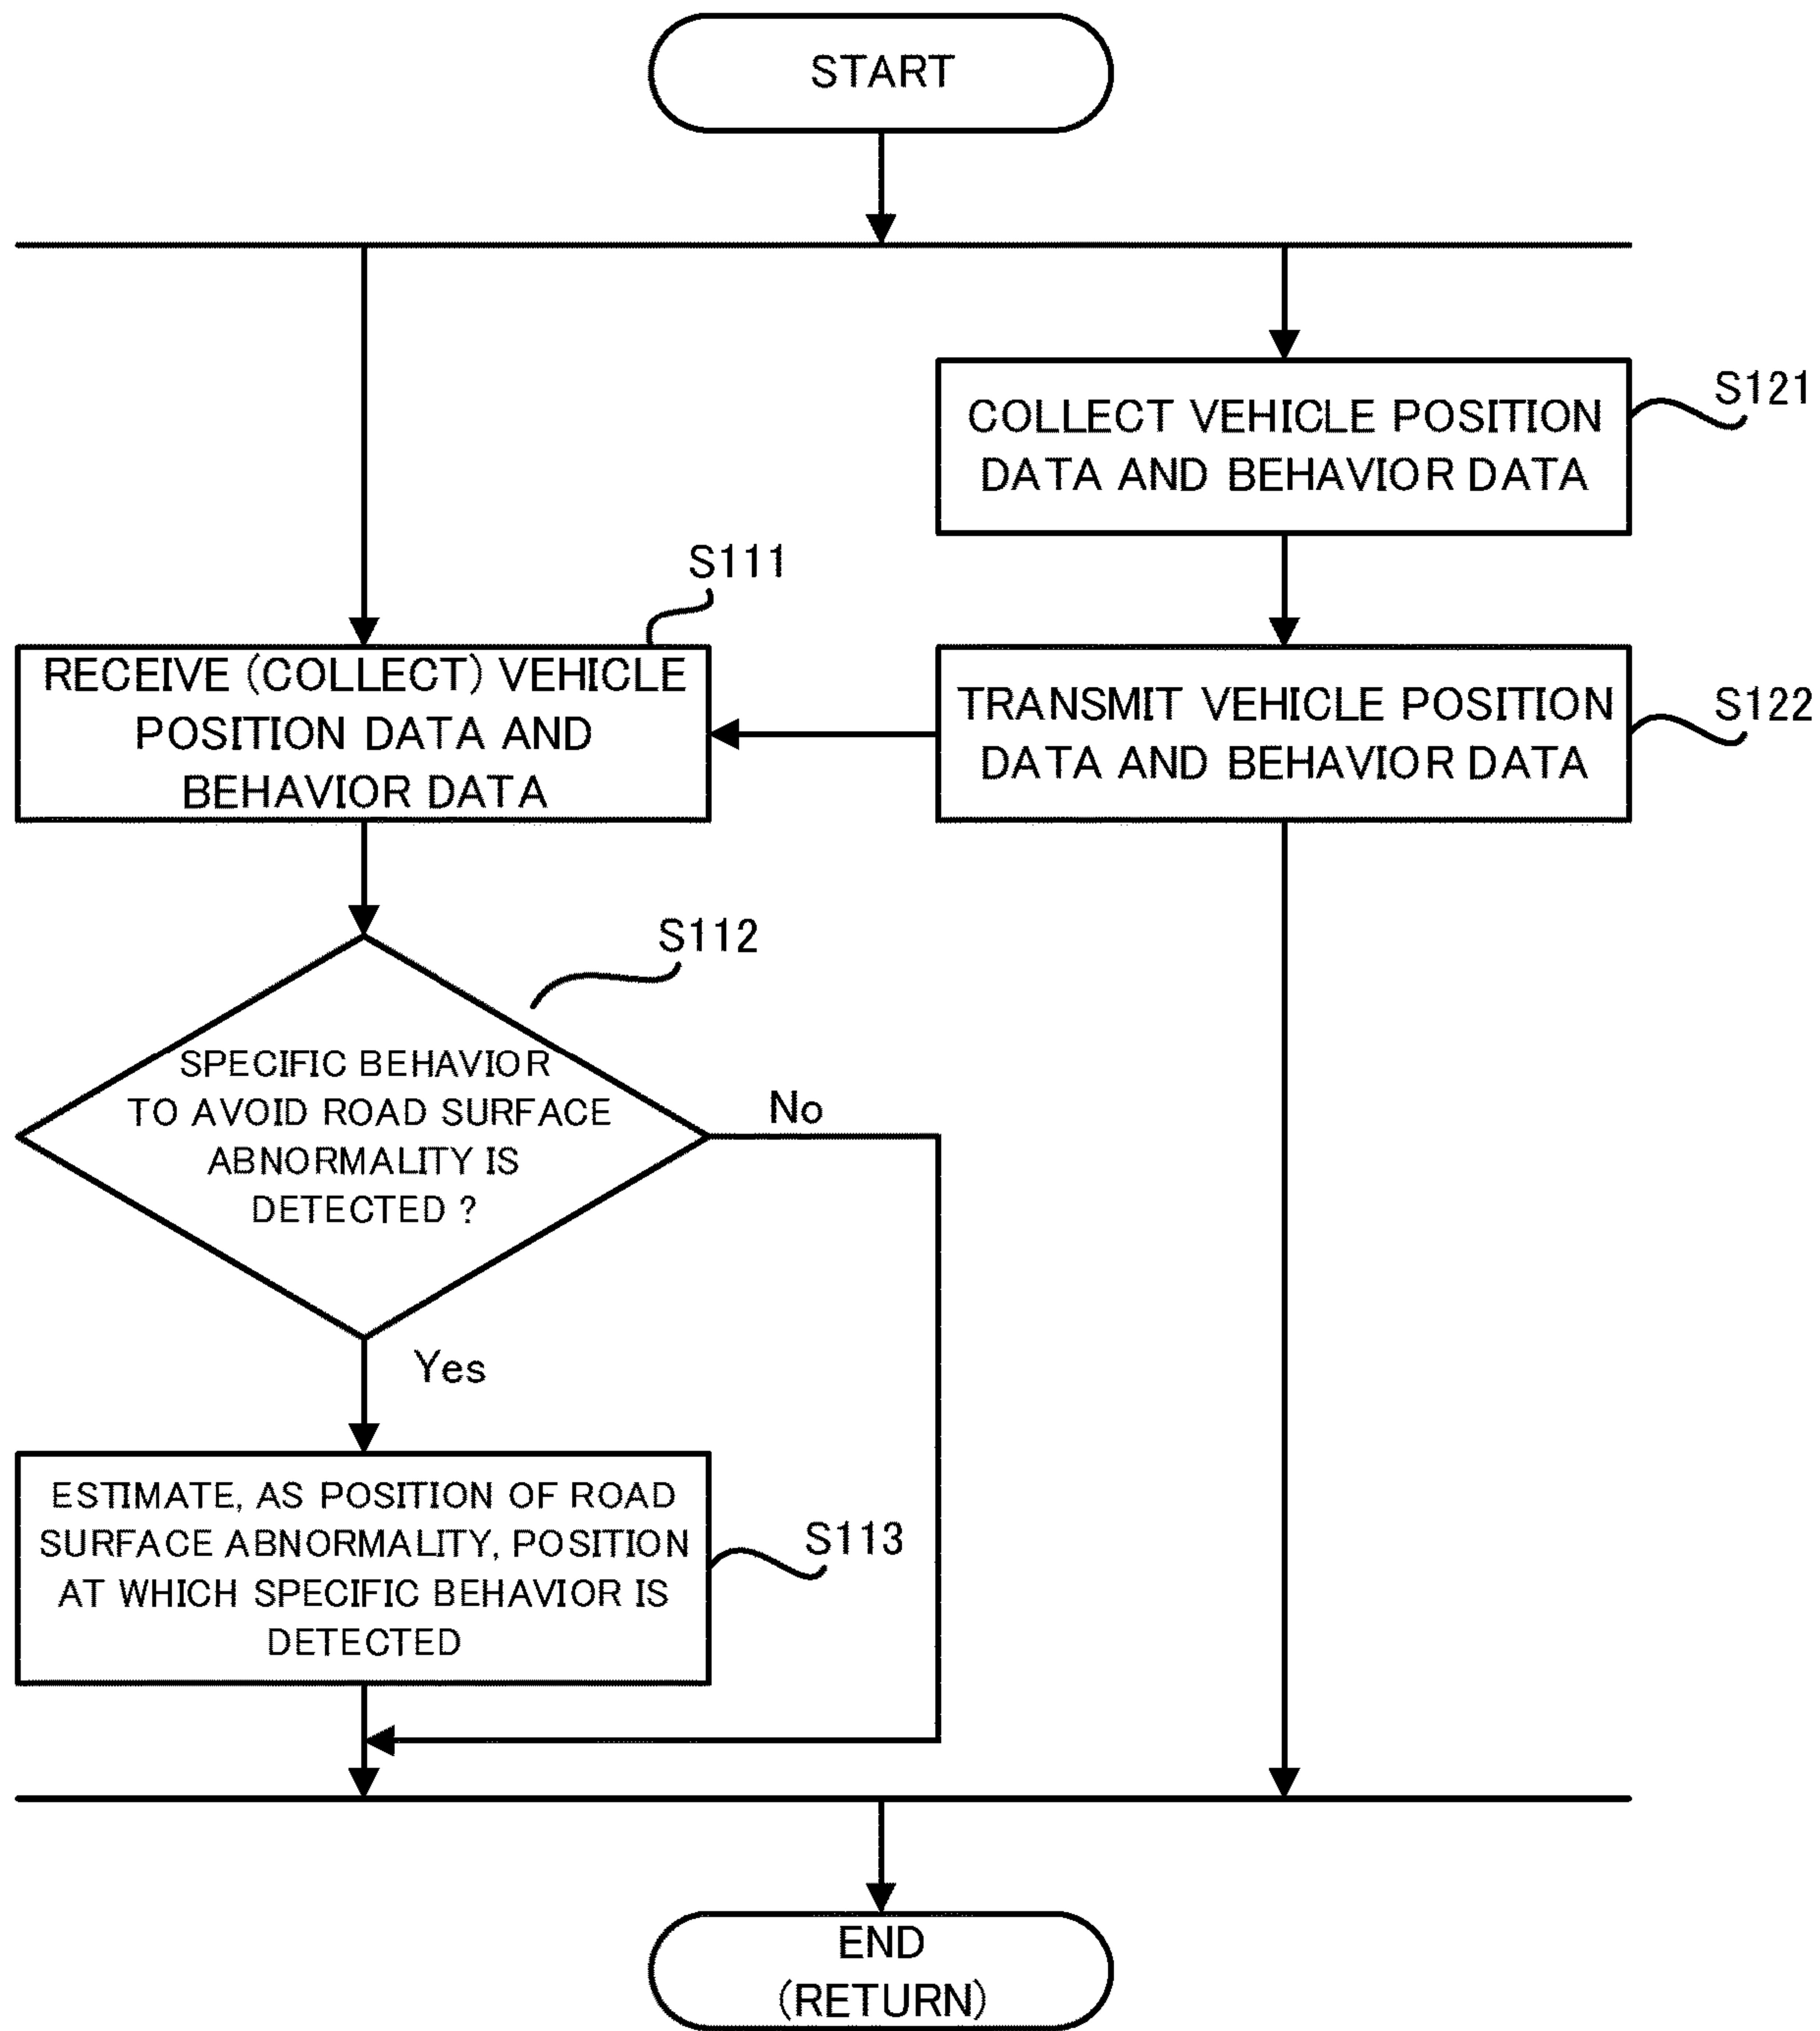 START
COLLECT VEHICLE POSITION
DATA AND BEHAVIOR DATA
S121
S111
RECEIVE (COLLECT) VEHICLE
POSITION DATA AND
BEHAVIOR DATA
TRANSMIT VEHICLE POSITION
DATA AND BEHAVIOR DATA
S122
S112
SPECIFIC BEHAVIOR
TO AVOID ROAD SURFACE
ABNORMALITY IS
DETECTED ?
No
Yes
ESTIMATE, AS POSITION OF ROAD
SURFACE ABNORMALITY, POSITION
AT WHICH SPECIFIC BEHAVIOR IS
DETECTED
S113
END
(RETURN)